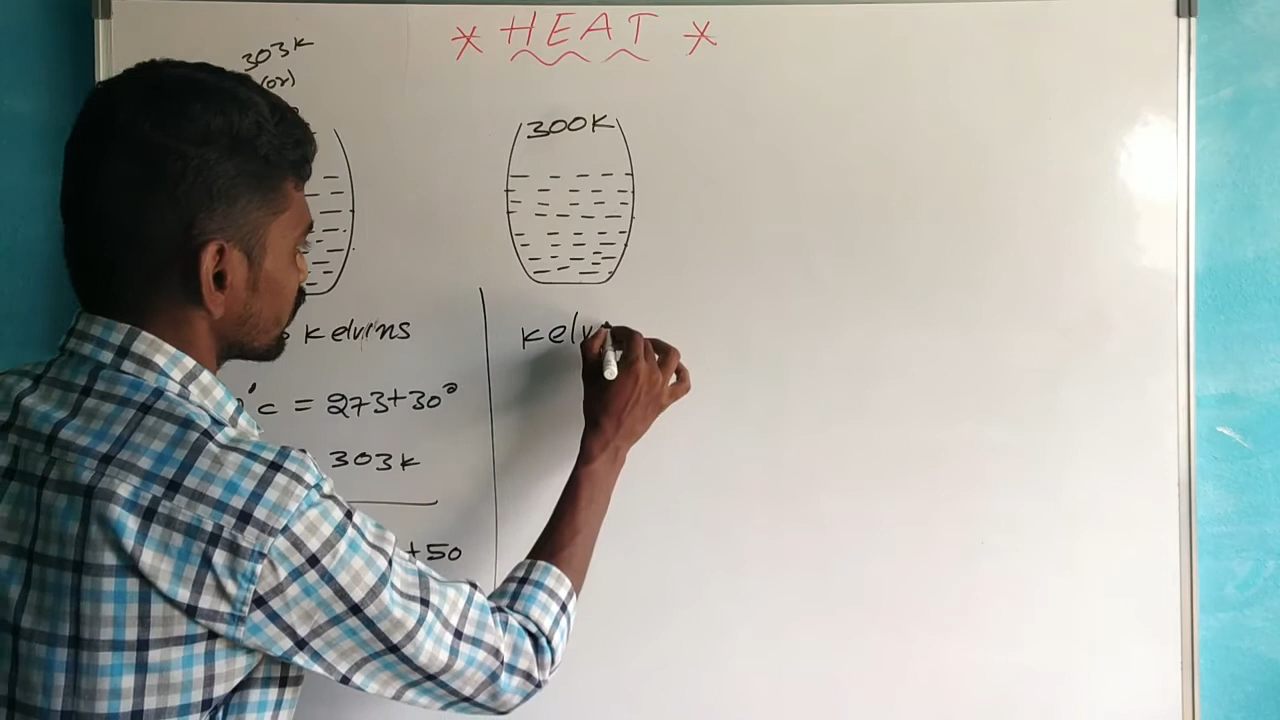 * HEAT *
303K
(or)
300K
Kelvins
°c = 273+30°
303K
+50
kelv